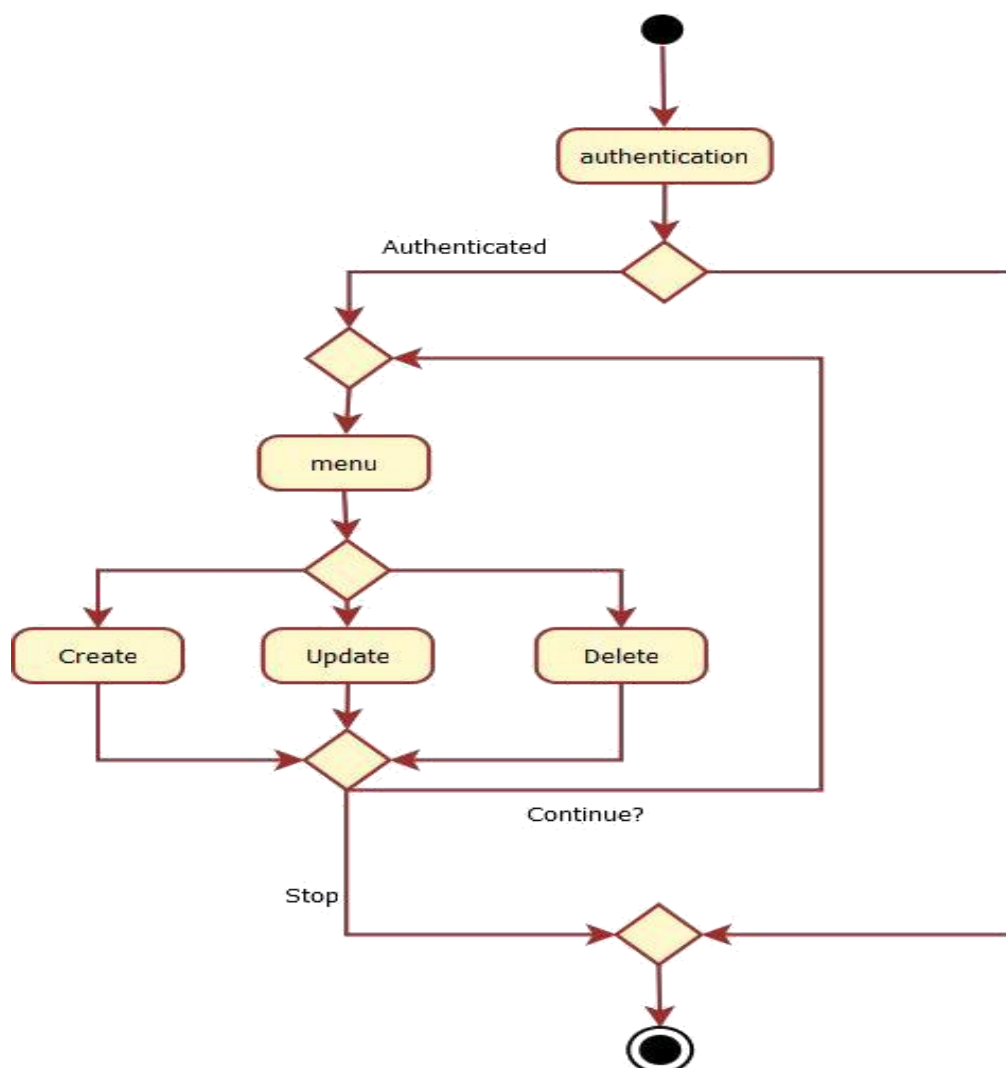 authentication
Authenticated
menu
Create
Update
Delete
Continue?
Stop